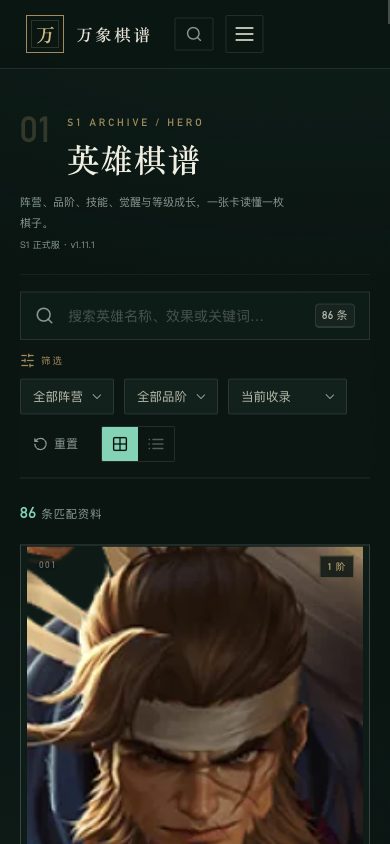 万
万象棋谱
01
S1 ARCHIVE / HERO
英雄棋谱
阵营、品阶、技能、觉醒与等级成长，一张卡读懂一枚
棋子。
S1 正式服 · v1.11.1
搜索英雄名称、效果或关键词...
86 条
筛选
全部阵营
全部品阶
当前收录
重置
86 条匹配资料
001
1 阶